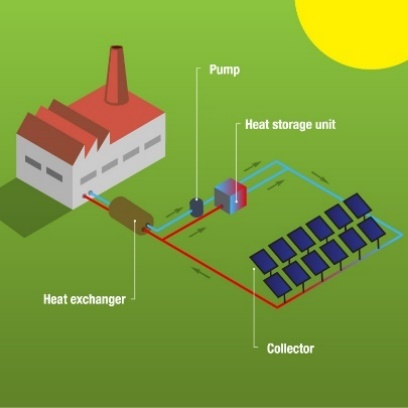 Pump
Heat storage unit
Heat exchanger
Collector